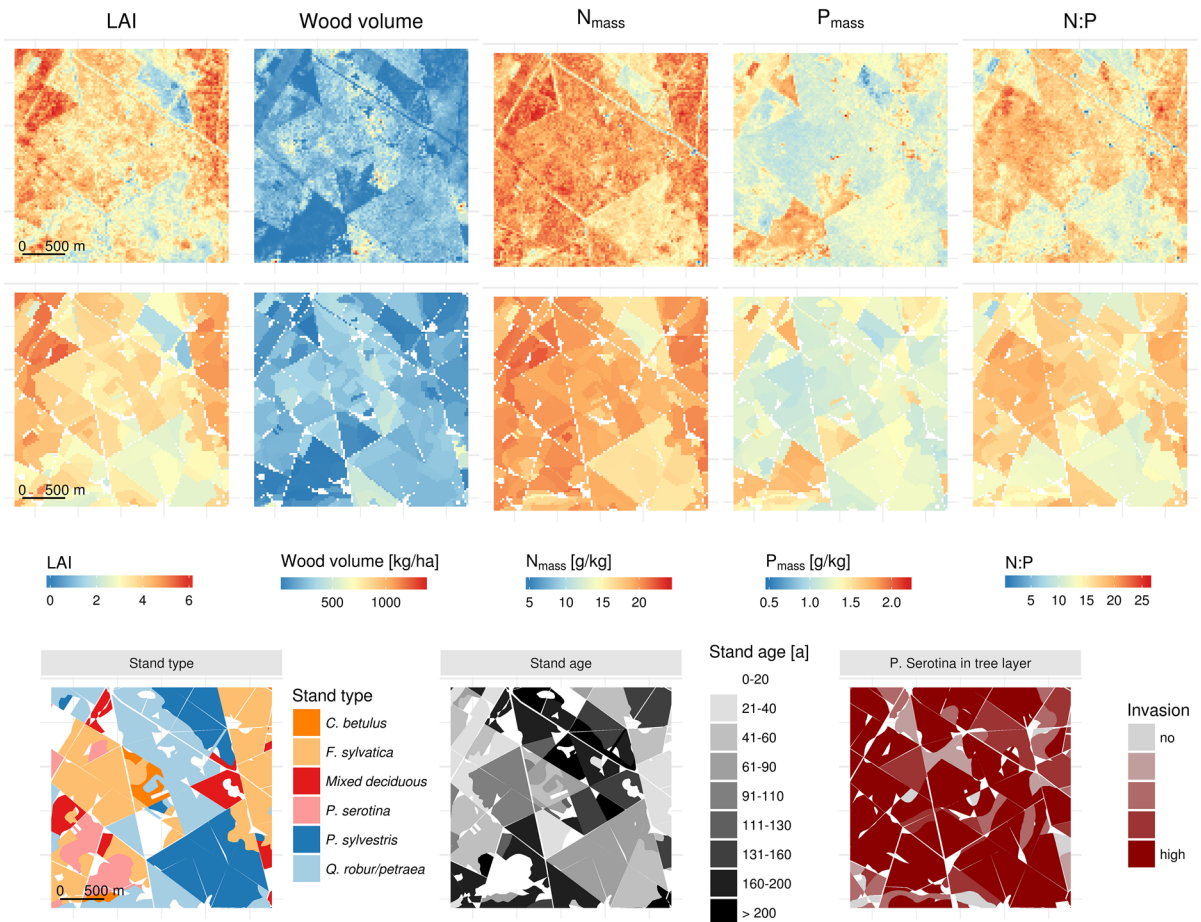 LAI Wood volume Nmass Pmass N:P
0 500 m
0 500 m
LAI Wood volume [kg/ha] Nmass [g/kg] Pmass [g/kg] N:P
0 2 4 6 500 1000 5 10 15 20 0.5 1.0 1.5 2.0 5 10 15 20 25
Stand type Stand age P. Serotina in tree layer
Stand type
C. betulus
F. sylvatica
Mixed deciduous
P. serotina
P. sylvestris
Q. robur/petraea
0 500 m
Stand age [a]
0-20
21-40
41-60
61-90
91-110
111-130
131-160
160-200
> 200
Invasion
no
high